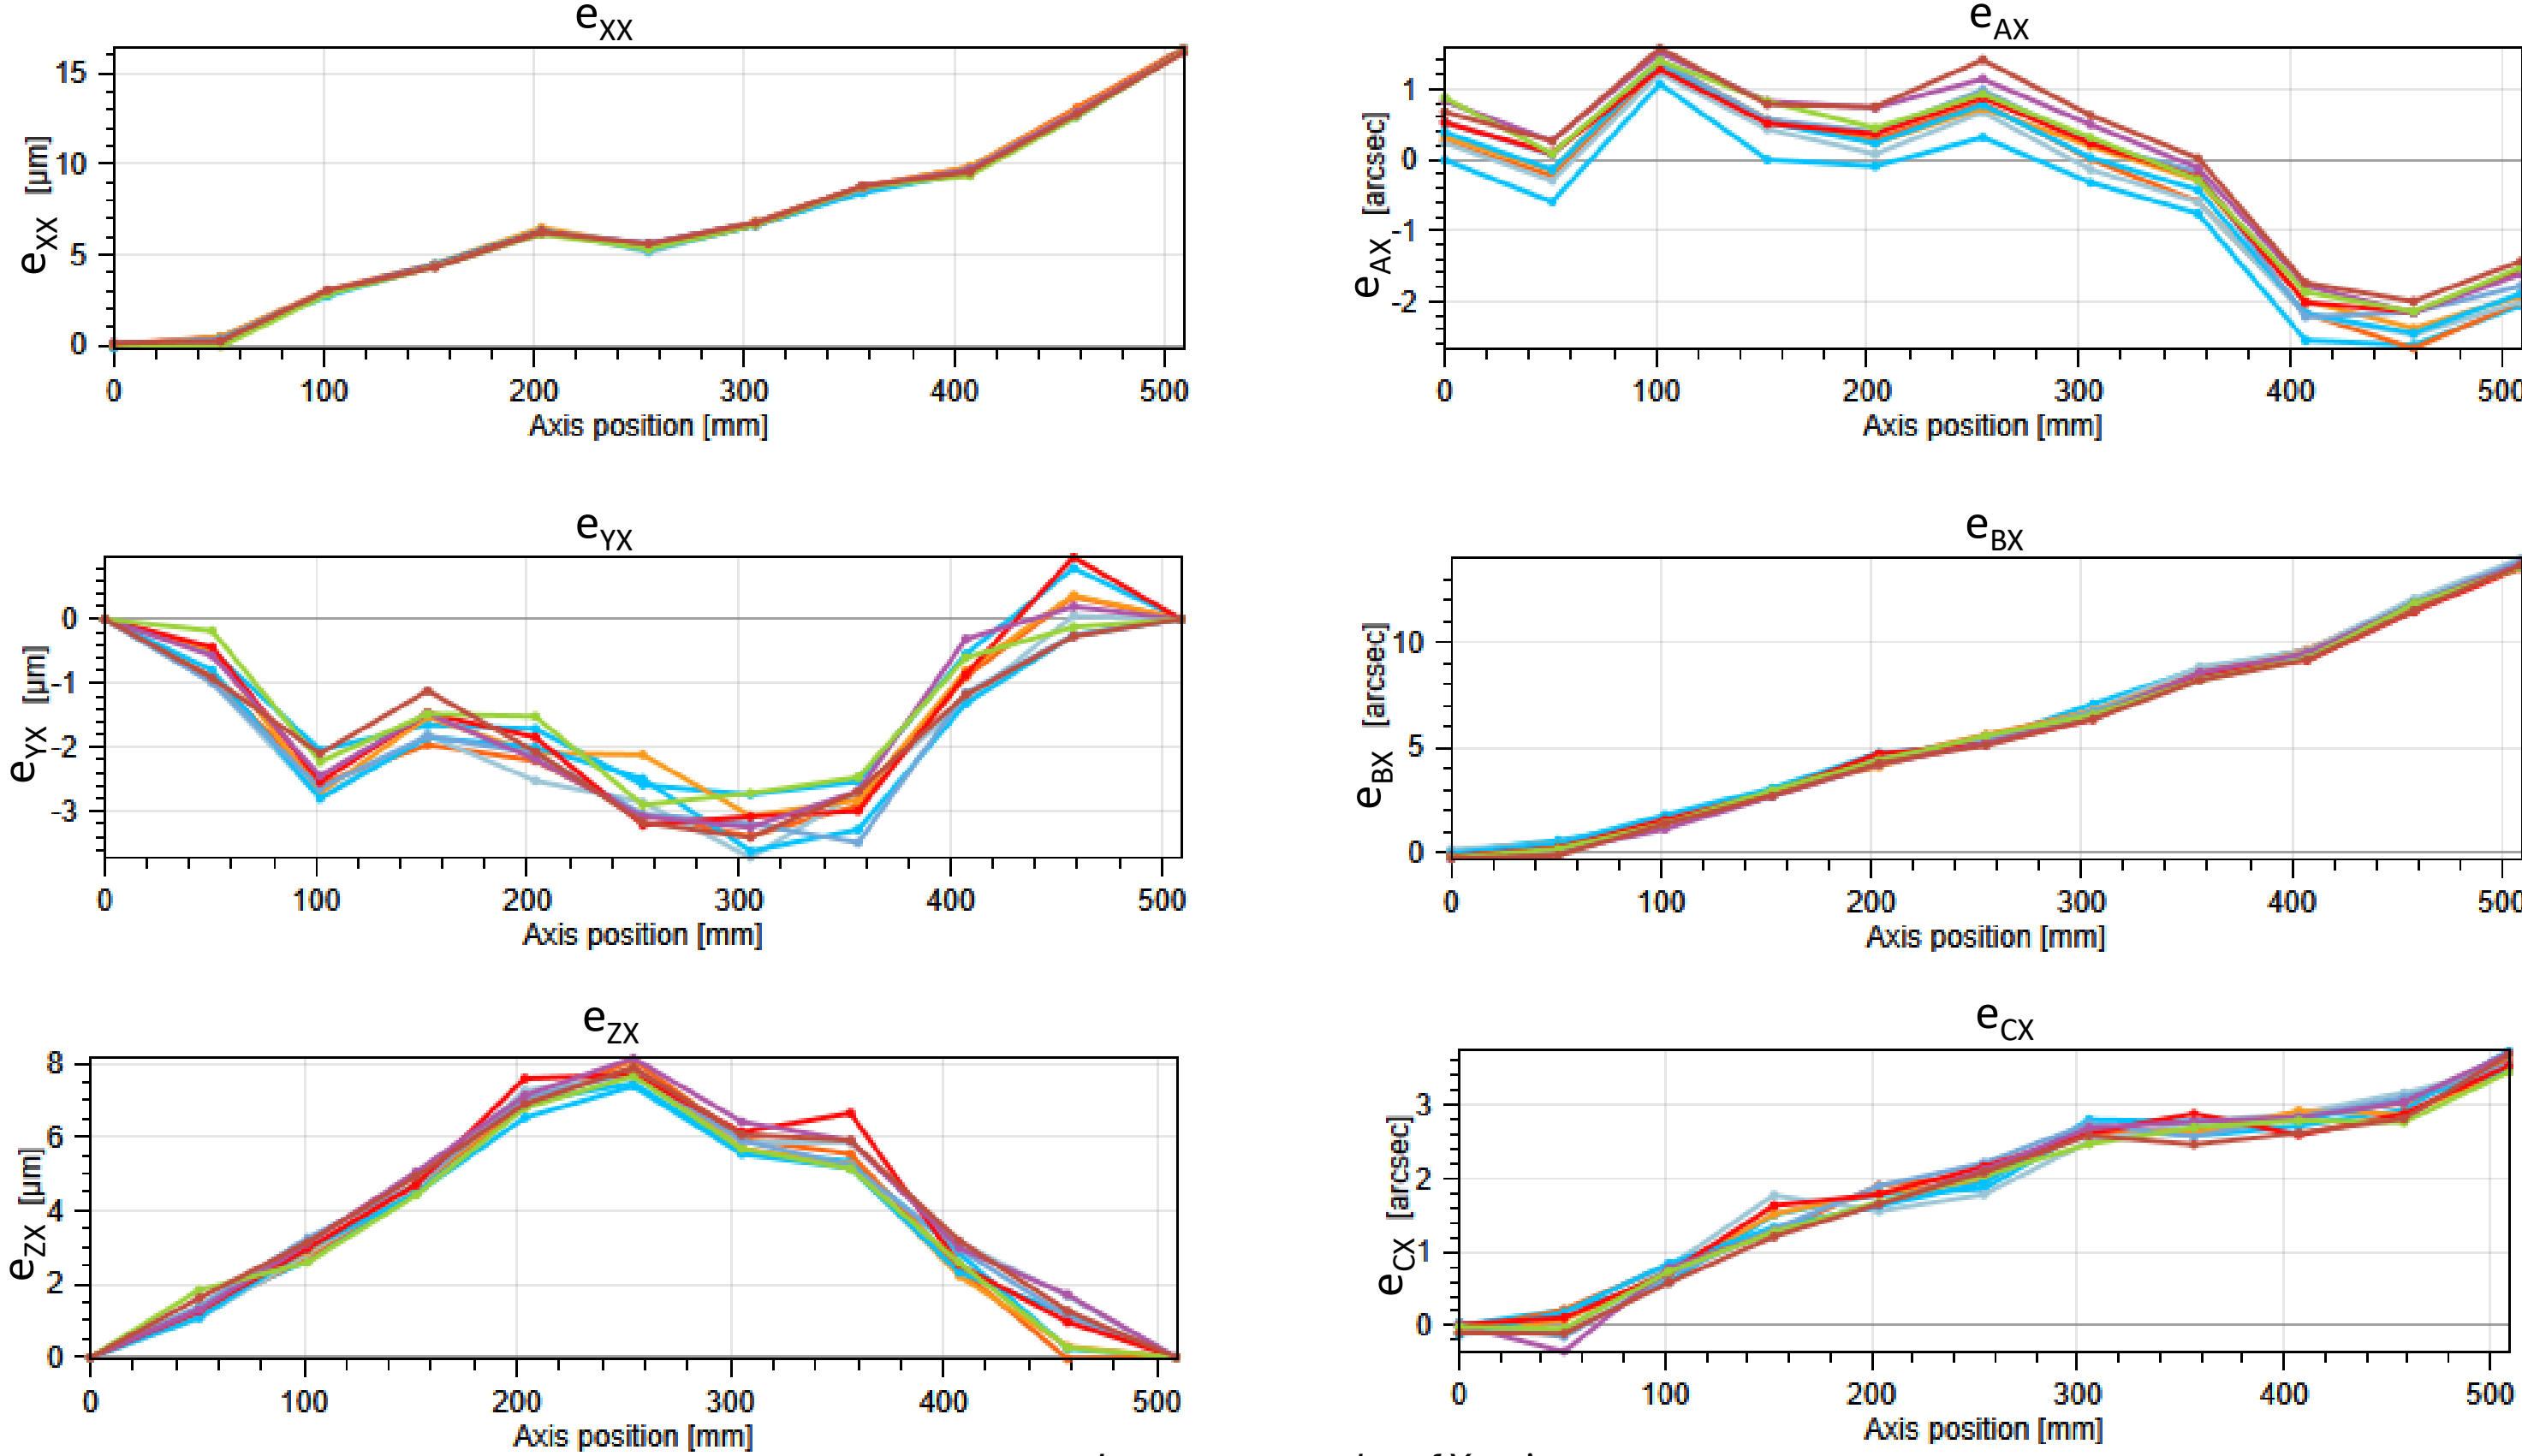 eXX
eXX [μm]
15
10
5
0
0 100 200 300 400 500
Axis position [mm]
eAX
eAX [arcsec]
1
0
-1
-2
0 100 200 300 400 500
Axis position [mm]
eYX
eYX [μm]
0
-1
-2
-3
0 100 200 300 400 500
Axis position [mm]
eBX
eBX [arcsec]
10
5
0
0 100 200 300 400 500
Axis position [mm]
eZX
eZX [μm]
8
6
4
2
0
0 100 200 300 400 500
Axis position [mm]
eCX
eCX [arcsec]
3
2
1
0
0 100 200 300 400 500
Axis position [mm]